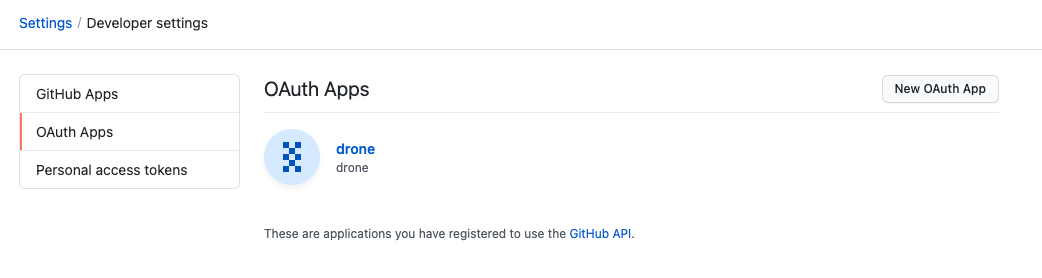 Settings / Developer settings
GitHub Apps
OAuth Apps
Personal access tokens
OAuth Apps
New OAuth App
drone
drone
These are applications you have registered to use the GitHub API.